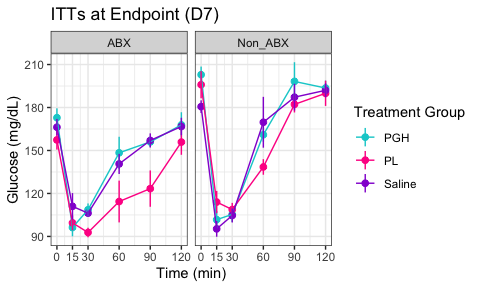 ITTs at Endpoint (D7)
ABX
Non_ABX
Glucose (mg/dL)
210
180
150
120
90
0 15 30 60 90 120
0 15 30 60 90 120
Time (min)
Treatment Group
PGH
PL
Saline